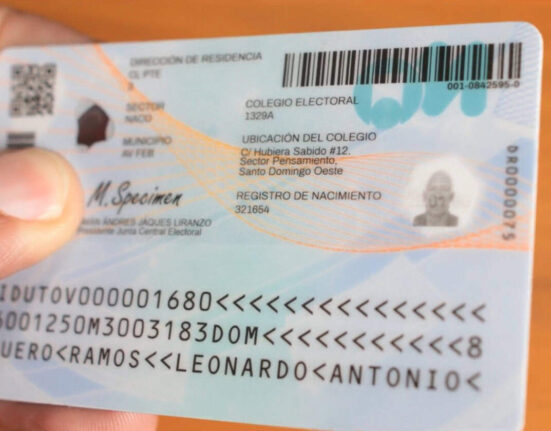 DIRECCIÓN DE RESIDENCIA
CL PTE
3
SECTOR
NACO
MUNICIPIO
AV FEB
M. Specimen
ANDRES JAQUES LIRANZO
Presidente Junta Central Electoral
001-0842595-0
COLEGIO ELECTORAL
1329A
UBICACIÓN DEL COLEGIO
C/ Hubiera Sabido #12,
Sector Pensamiento,
Santo Domingo Oeste
REGISTRO DE NACIMIENTO
321654
DR0000075
IDUTOV000001680<<<<<<<<<<<<<<<
6001250M3003183DOM<<<<<<<<<<<8
UERO<RAMOS<<LEONARDO<ANTONIO<